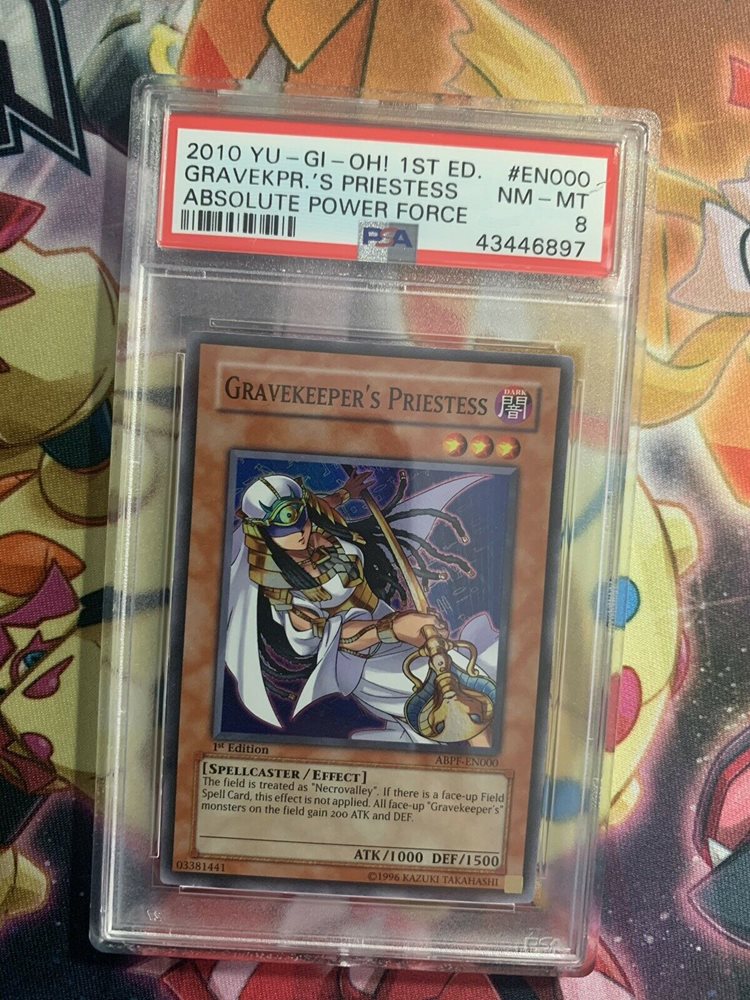 2010 YU-GI-OH! 1ST ED. #EN000
GRAVEKPR.'S PRIESTESS NM-MT
ABSOLUTE POWER FORCE 8
PSA 43446897
GRAVEKEEPER'S PRIESTESS
DARK
闇
1st Edition ABPF-EN000
[SPELLCASTER/EFFECT]
The field is treated as "Necrovalley". If there is a face-up Field
Spell Card, this effect is not applied. All face-up "Gravekeeper's"
monsters on the field gain 200 ATK and DEF.
ATK/1000 DEF/1500
03381441 ©1996 KAZUKI TAKAHASHI
PSA